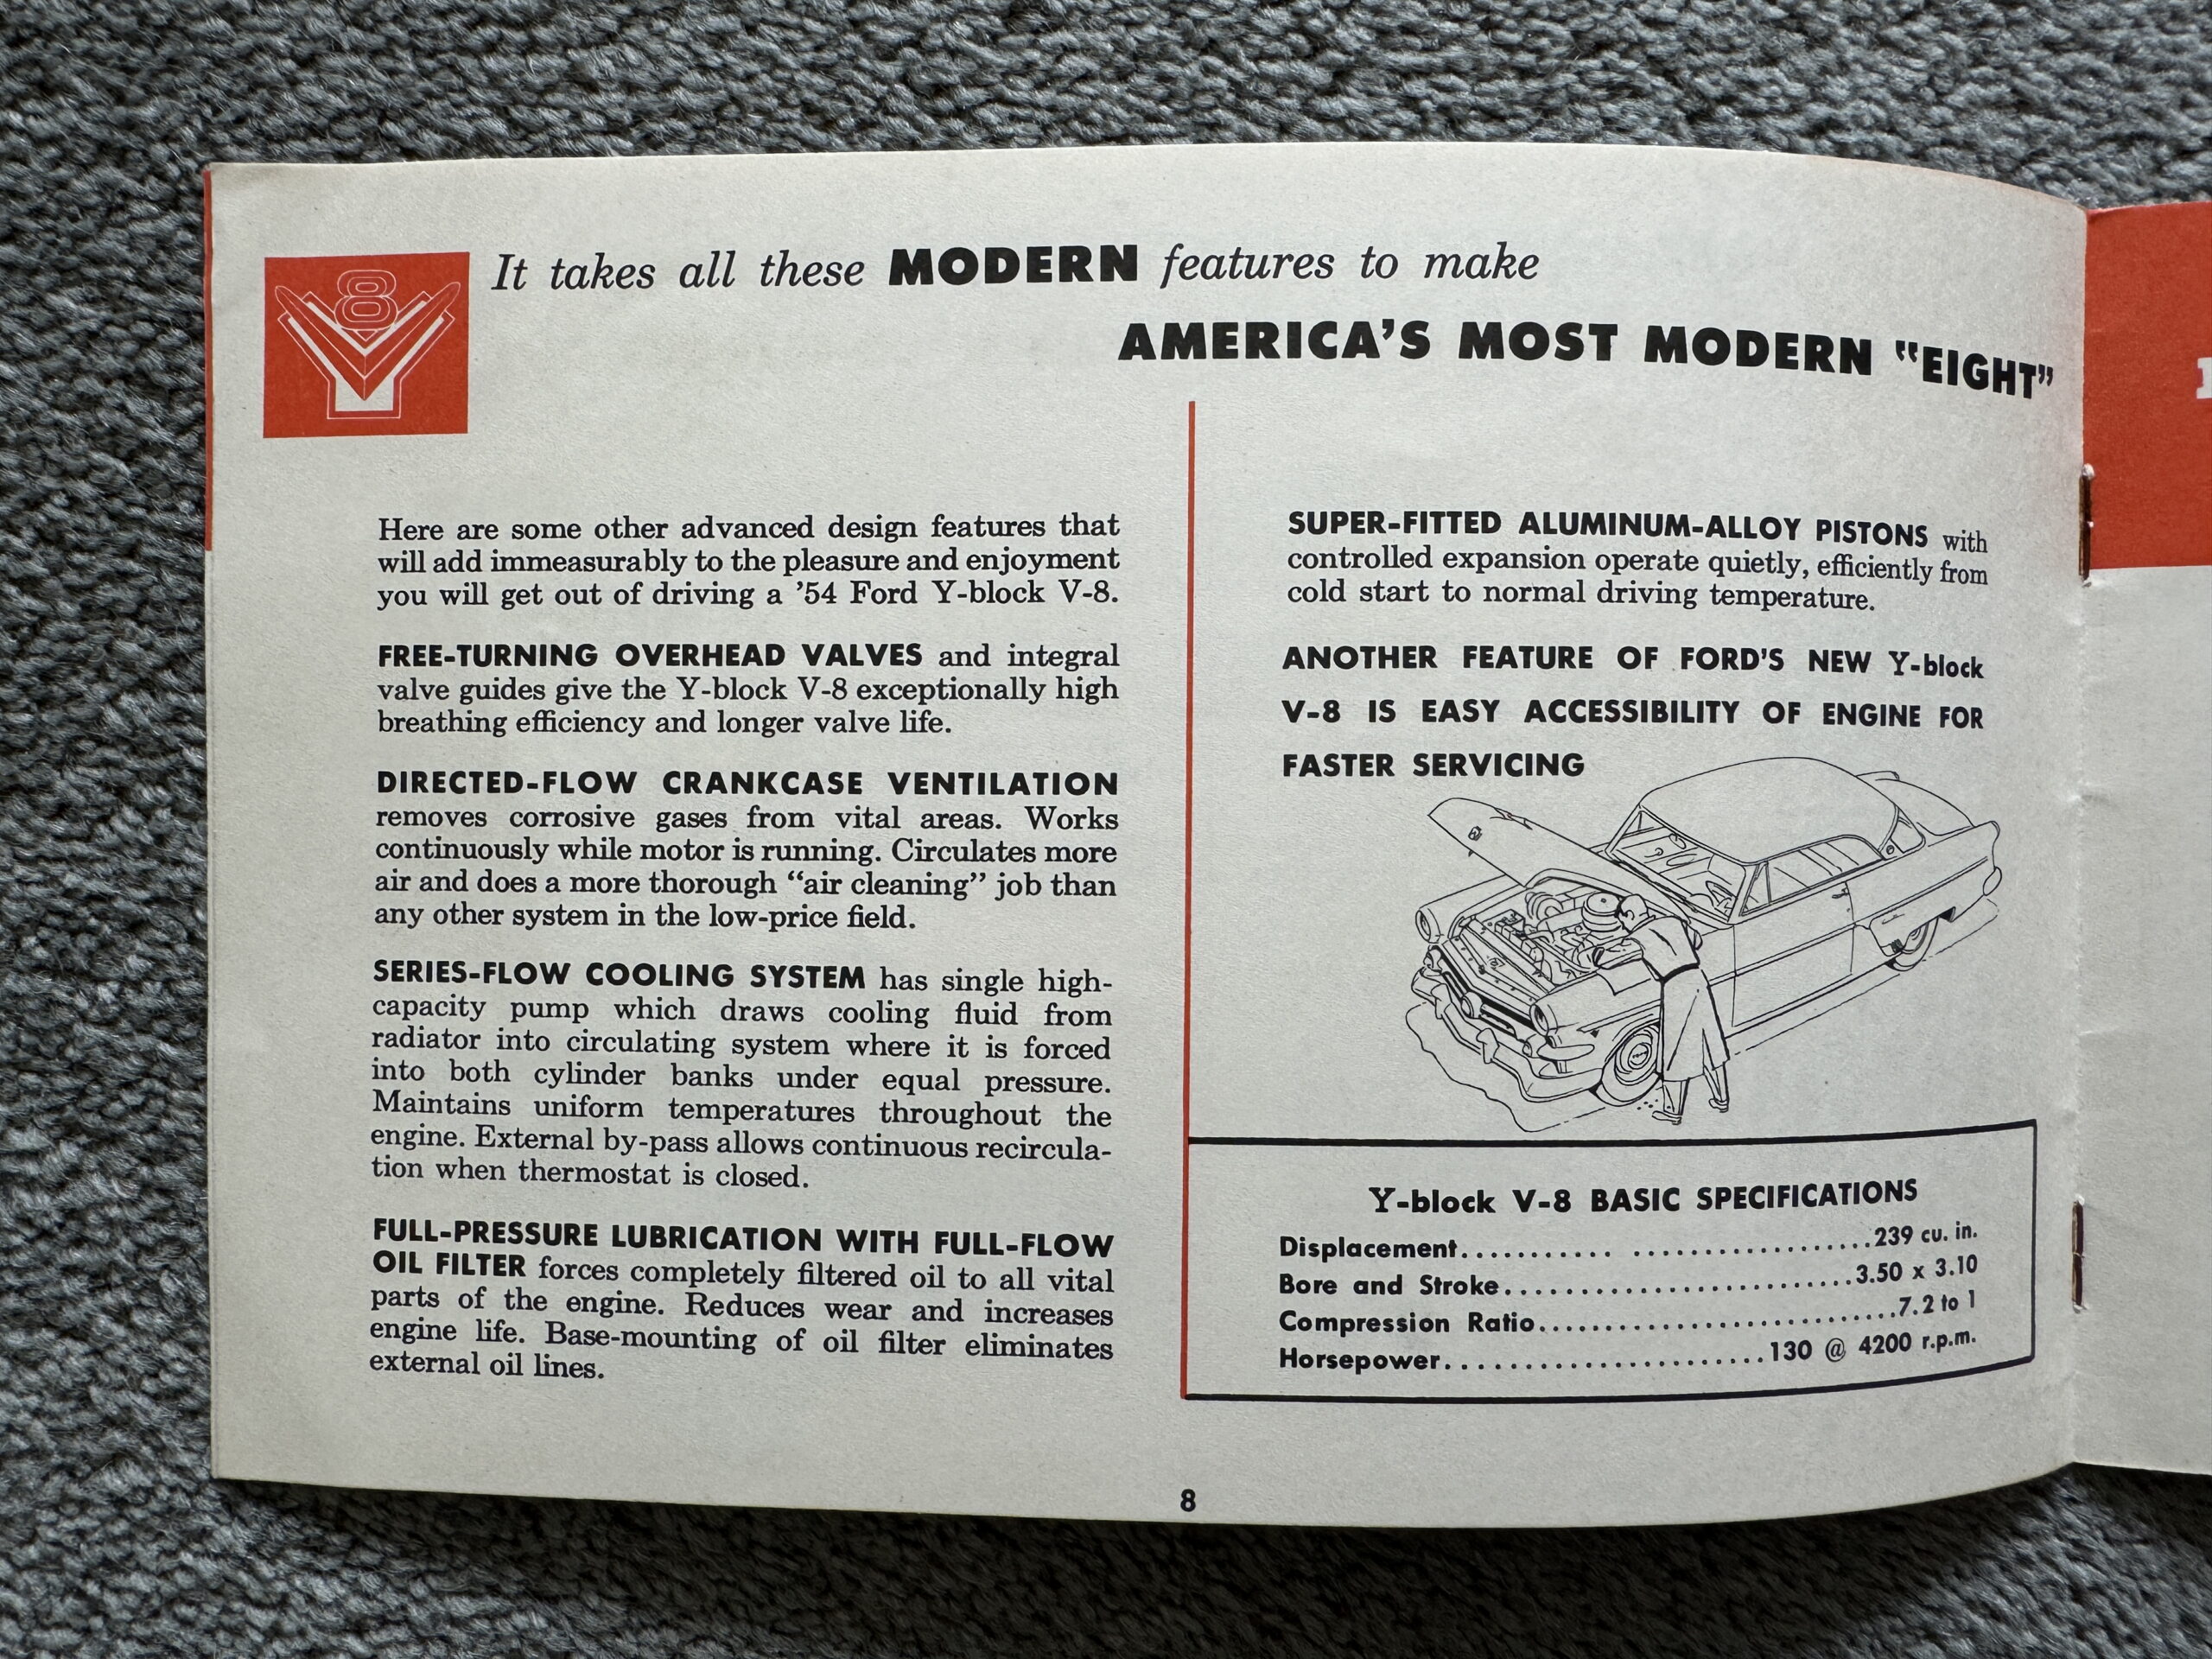 8
It takes all these MODERN features to make
AMERICA'S MOST MODERN "EIGHT"
Here are some other advanced design features that
will add immeasurably to the pleasure and enjoyment
you will get out of driving a '54 Ford Y-block V-8.
FREE-TURNING OVERHEAD VALVES and integral
valve guides give the Y-block V-8 exceptionally high
breathing efficiency and longer valve life.
DIRECTED-FLOW CRANKCASE VENTILATION
removes corrosive gases from vital areas. Works
continuously while motor is running. Circulates more
air and does a more thorough "air cleaning" job than
any other system in the low-price field.
SERIES-FLOW COOLING SYSTEM has single high-
capacity pump which draws cooling fluid from
radiator into circulating system where it is forced
into both cylinder banks under equal pressure.
Maintains uniform temperatures throughout the
engine. External by-pass allows continuous recircula-
tion when thermostat is closed.
FULL-PRESSURE LUBRICATION WITH FULL-FLOW
OIL FILTER forces completely filtered oil to all vital
parts of the engine. Reduces wear and increases
engine life. Base-mounting of oil filter eliminates
external oil lines.
SUPER-FITTED ALUMINUM-ALLOY PISTONS with
controlled expansion operate quietly, efficiently from
cold start to normal driving temperature.
ANOTHER FEATURE OF FORD'S NEW Y-block
V-8 IS EASY ACCESSIBILITY OF ENGINE FOR
FASTER SERVICING
Y-block V-8 BASIC SPECIFICATIONS
Displacement........... ..................239 cu. in.
Bore and Stroke..........................3.50 x 3.10
Compression Ratio...........................7.2 to 1
Horsepower........................130 @ 4200 r.p.m.
8